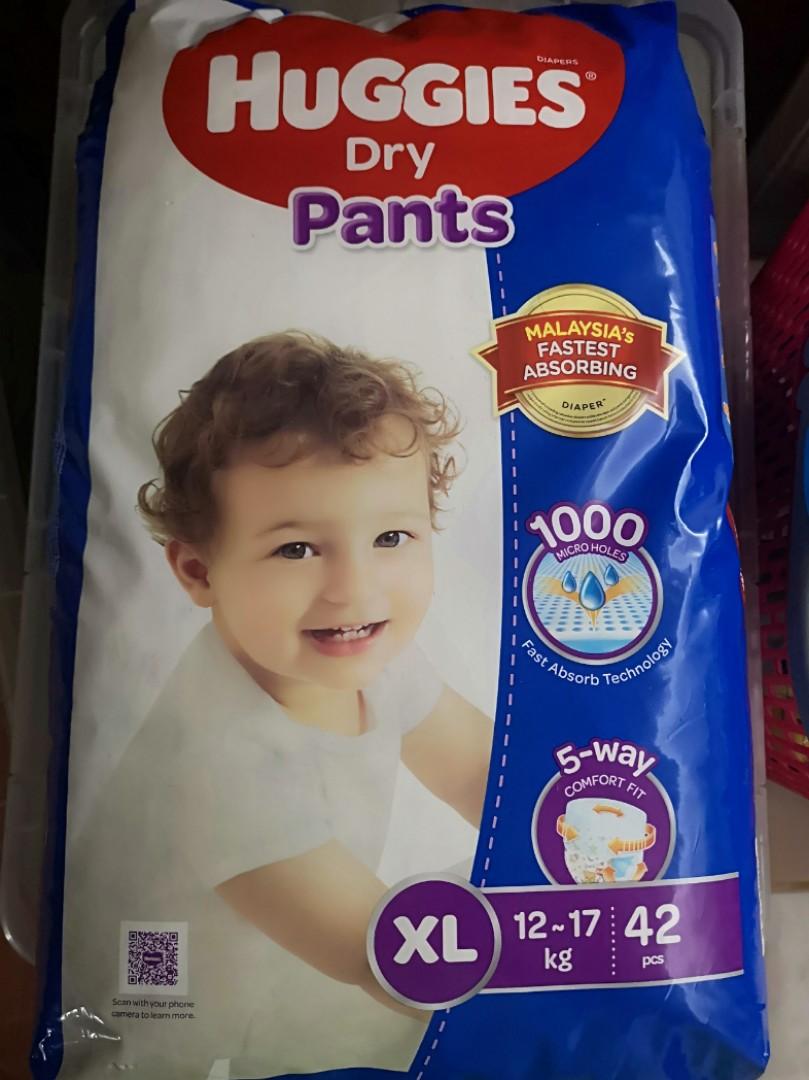 DIAPERS
HUGGIES®
Dry
Pants
MALAYSIA's
FASTEST
ABSORBING
DIAPER
1000
MICRO HOLES
Fast Absorb Technology
5-way
COMFORT FIT
XL
12~17
kg
42
pcs
Scan with your phone
camera to learn more.